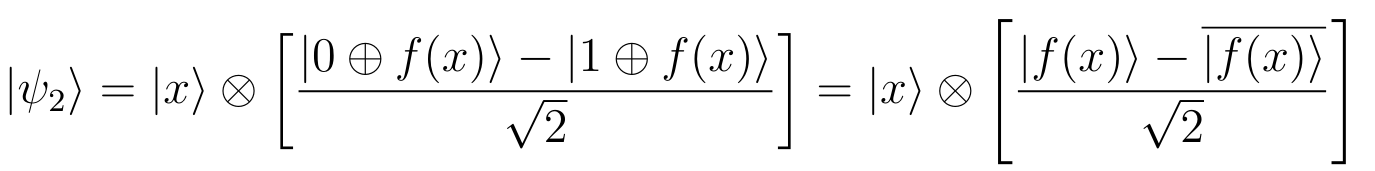 |ψ₂⟩ = |x⟩ ⊗ [ (|0 ⊕ f(x)⟩ − |1 ⊕ f(x)⟩) / √2 ] = |x⟩ ⊗ [ (|f(x)⟩ − \overline{|f(x)⟩}) / √2 ]